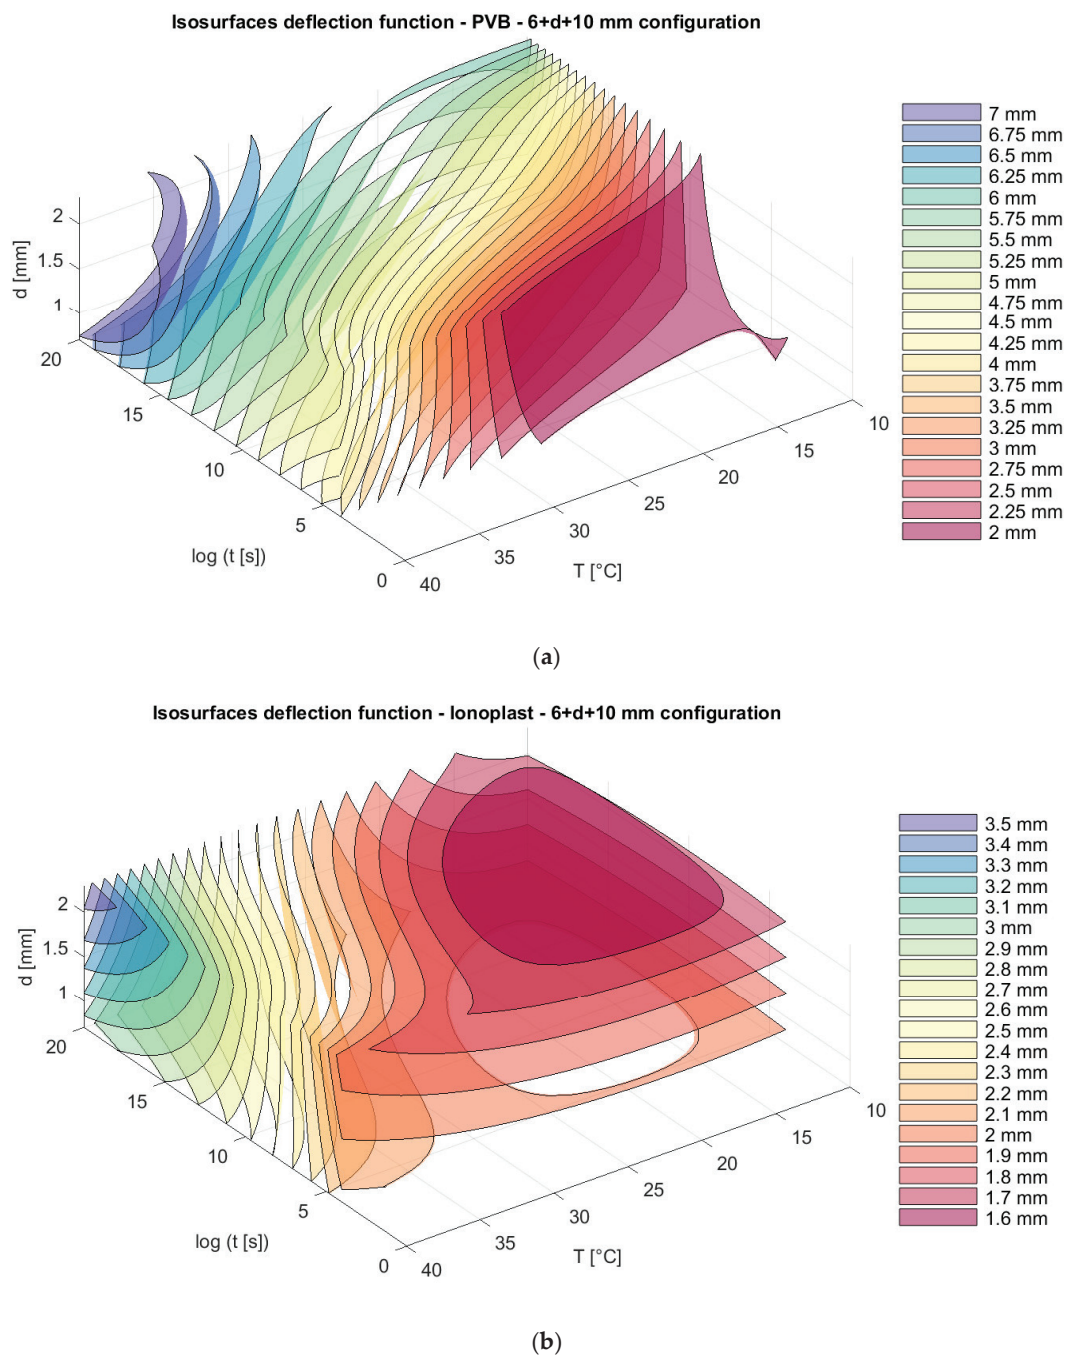 Isosurfaces deflection function - PVB - 6+d+10 mm configuration
7 mm
6.75 mm
6.5 mm
6.25 mm
6 mm
5.75 mm
5.5 mm
5.25 mm
5 mm
4.75 mm
4.5 mm
4.25 mm
4 mm
3.75 mm
3.5 mm
3.25 mm
3 mm
2.75 mm
2.5 mm
2.25 mm
2 mm
d [mm]
2
1.5
1
20
15
10
5
0
log (t [s])
40
35
30
25
20
15
10
T [°C]
(a)
Isosurfaces deflection function - Ionoplast - 6+d+10 mm configuration
3.5 mm
3.4 mm
3.3 mm
3.2 mm
3.1 mm
3 mm
2.9 mm
2.8 mm
2.7 mm
2.6 mm
2.5 mm
2.4 mm
2.3 mm
2.2 mm
2.1 mm
2 mm
1.9 mm
1.8 mm
1.7 mm
1.6 mm
d [mm]
2
1.5
1
20
15
10
5
0
log (t [s])
40
35
30
25
20
15
10
T [°C]
(b)